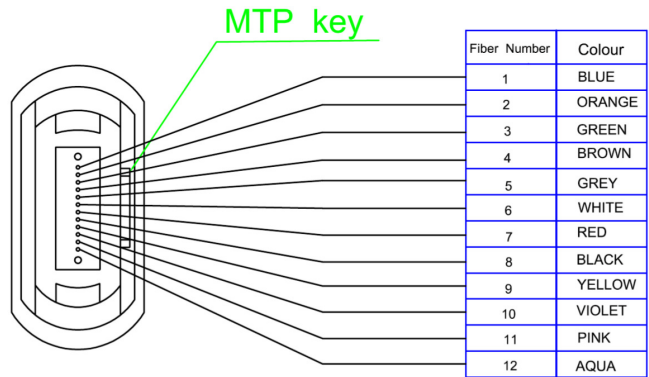 MTP key
Fiber Number Colour
1 BLUE
2 ORANGE
3 GREEN
4 BROWN
5 GREY
6 WHITE
7 RED
8 BLACK
9 YELLOW
10 VIOLET
11 PINK
12 AQUA